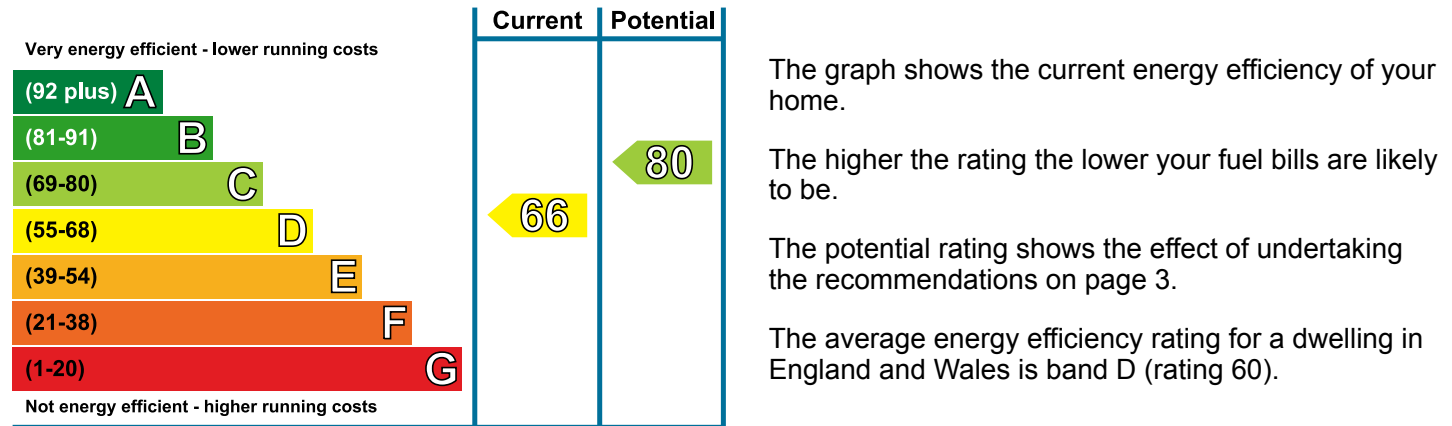 Current Potential
Very energy efficient - lower running costs
(92 plus) A
(81-91) B
(69-80) C
(55-68) D
(39-54) E
(21-38) F
(1-20) G
Not energy efficient - higher running costs
66
80
The graph shows the current energy efficiency of your
home.
The higher the rating the lower your fuel bills are likely
to be.
The potential rating shows the effect of undertaking
the recommendations on page 3.
The average energy efficiency rating for a dwelling in
England and Wales is band D (rating 60).